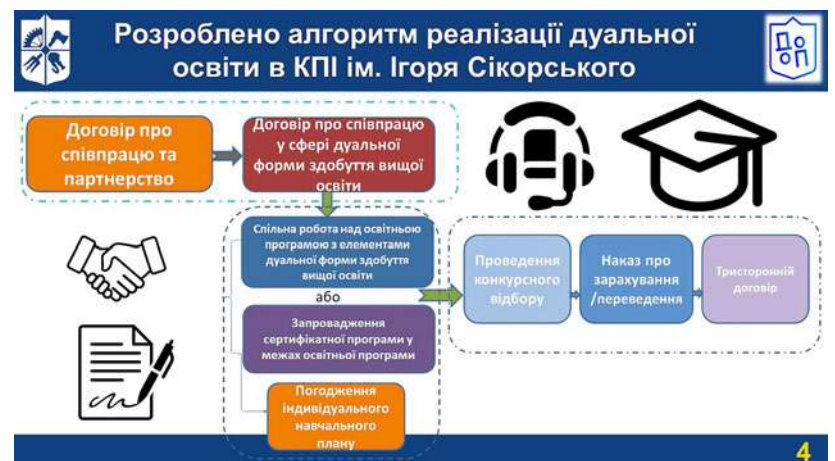 Розроблено алгоритм реалізації дуальної
освіти в КПІ ім. Ігоря Сікорського
До
оп
Договір про
співпрацю та
партнерство
Договір про співпрацю
у сфері дуальної
форми здобуття вищої
освіти
Спільна робота над освітньою
програмою з елементами
дуальної форми здобуття
вищої освіти
або
Запровадження
сертифікатної програми у
межах освітньої програми
Погодження
індивідуального
навчального
плану
Проведення
конкурсного
відбору
Наказ про
зарахування
/переведення
Тристоронній
договір
4